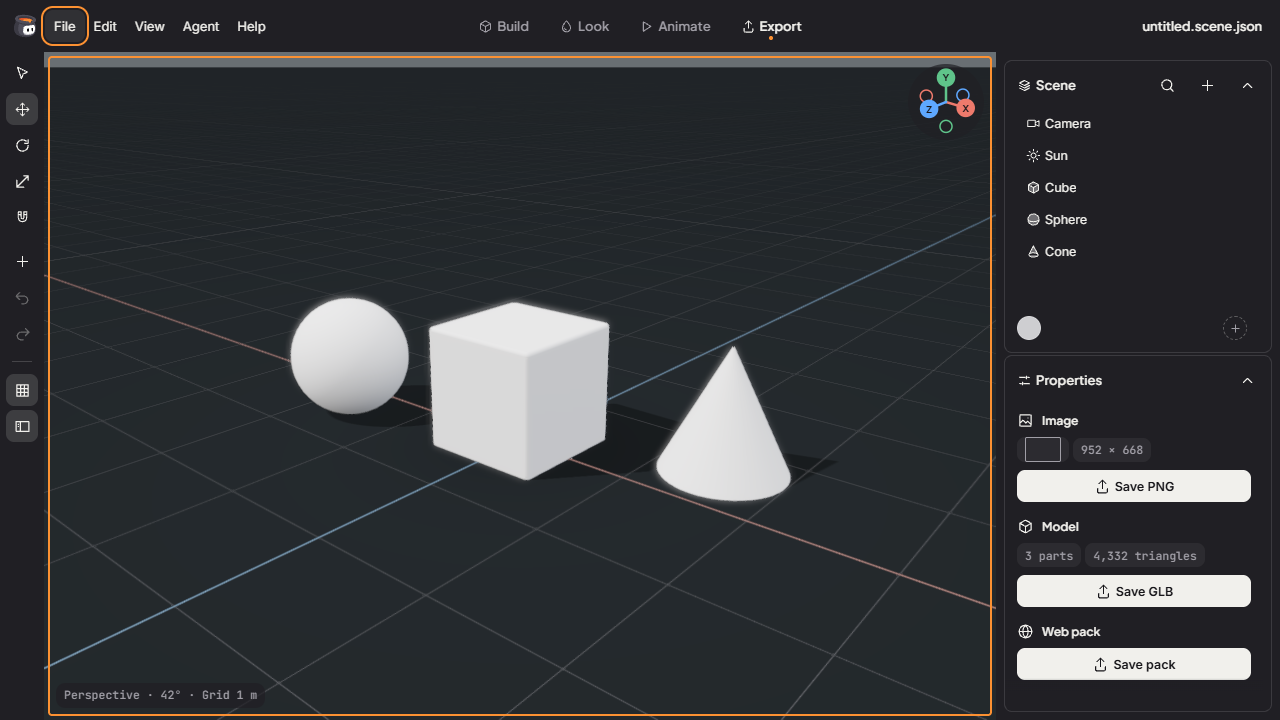 File Edit View Agent Help
Build Look Animate Export
untitled.scene.json
Y
Z X
Perspective · 42° · Grid 1 m
Scene
Camera
Sun
Cube
Sphere
Cone
Properties
Image
952 × 668
Save PNG
Model
3 parts 4,332 triangles
Save GLB
Web pack
Save pack